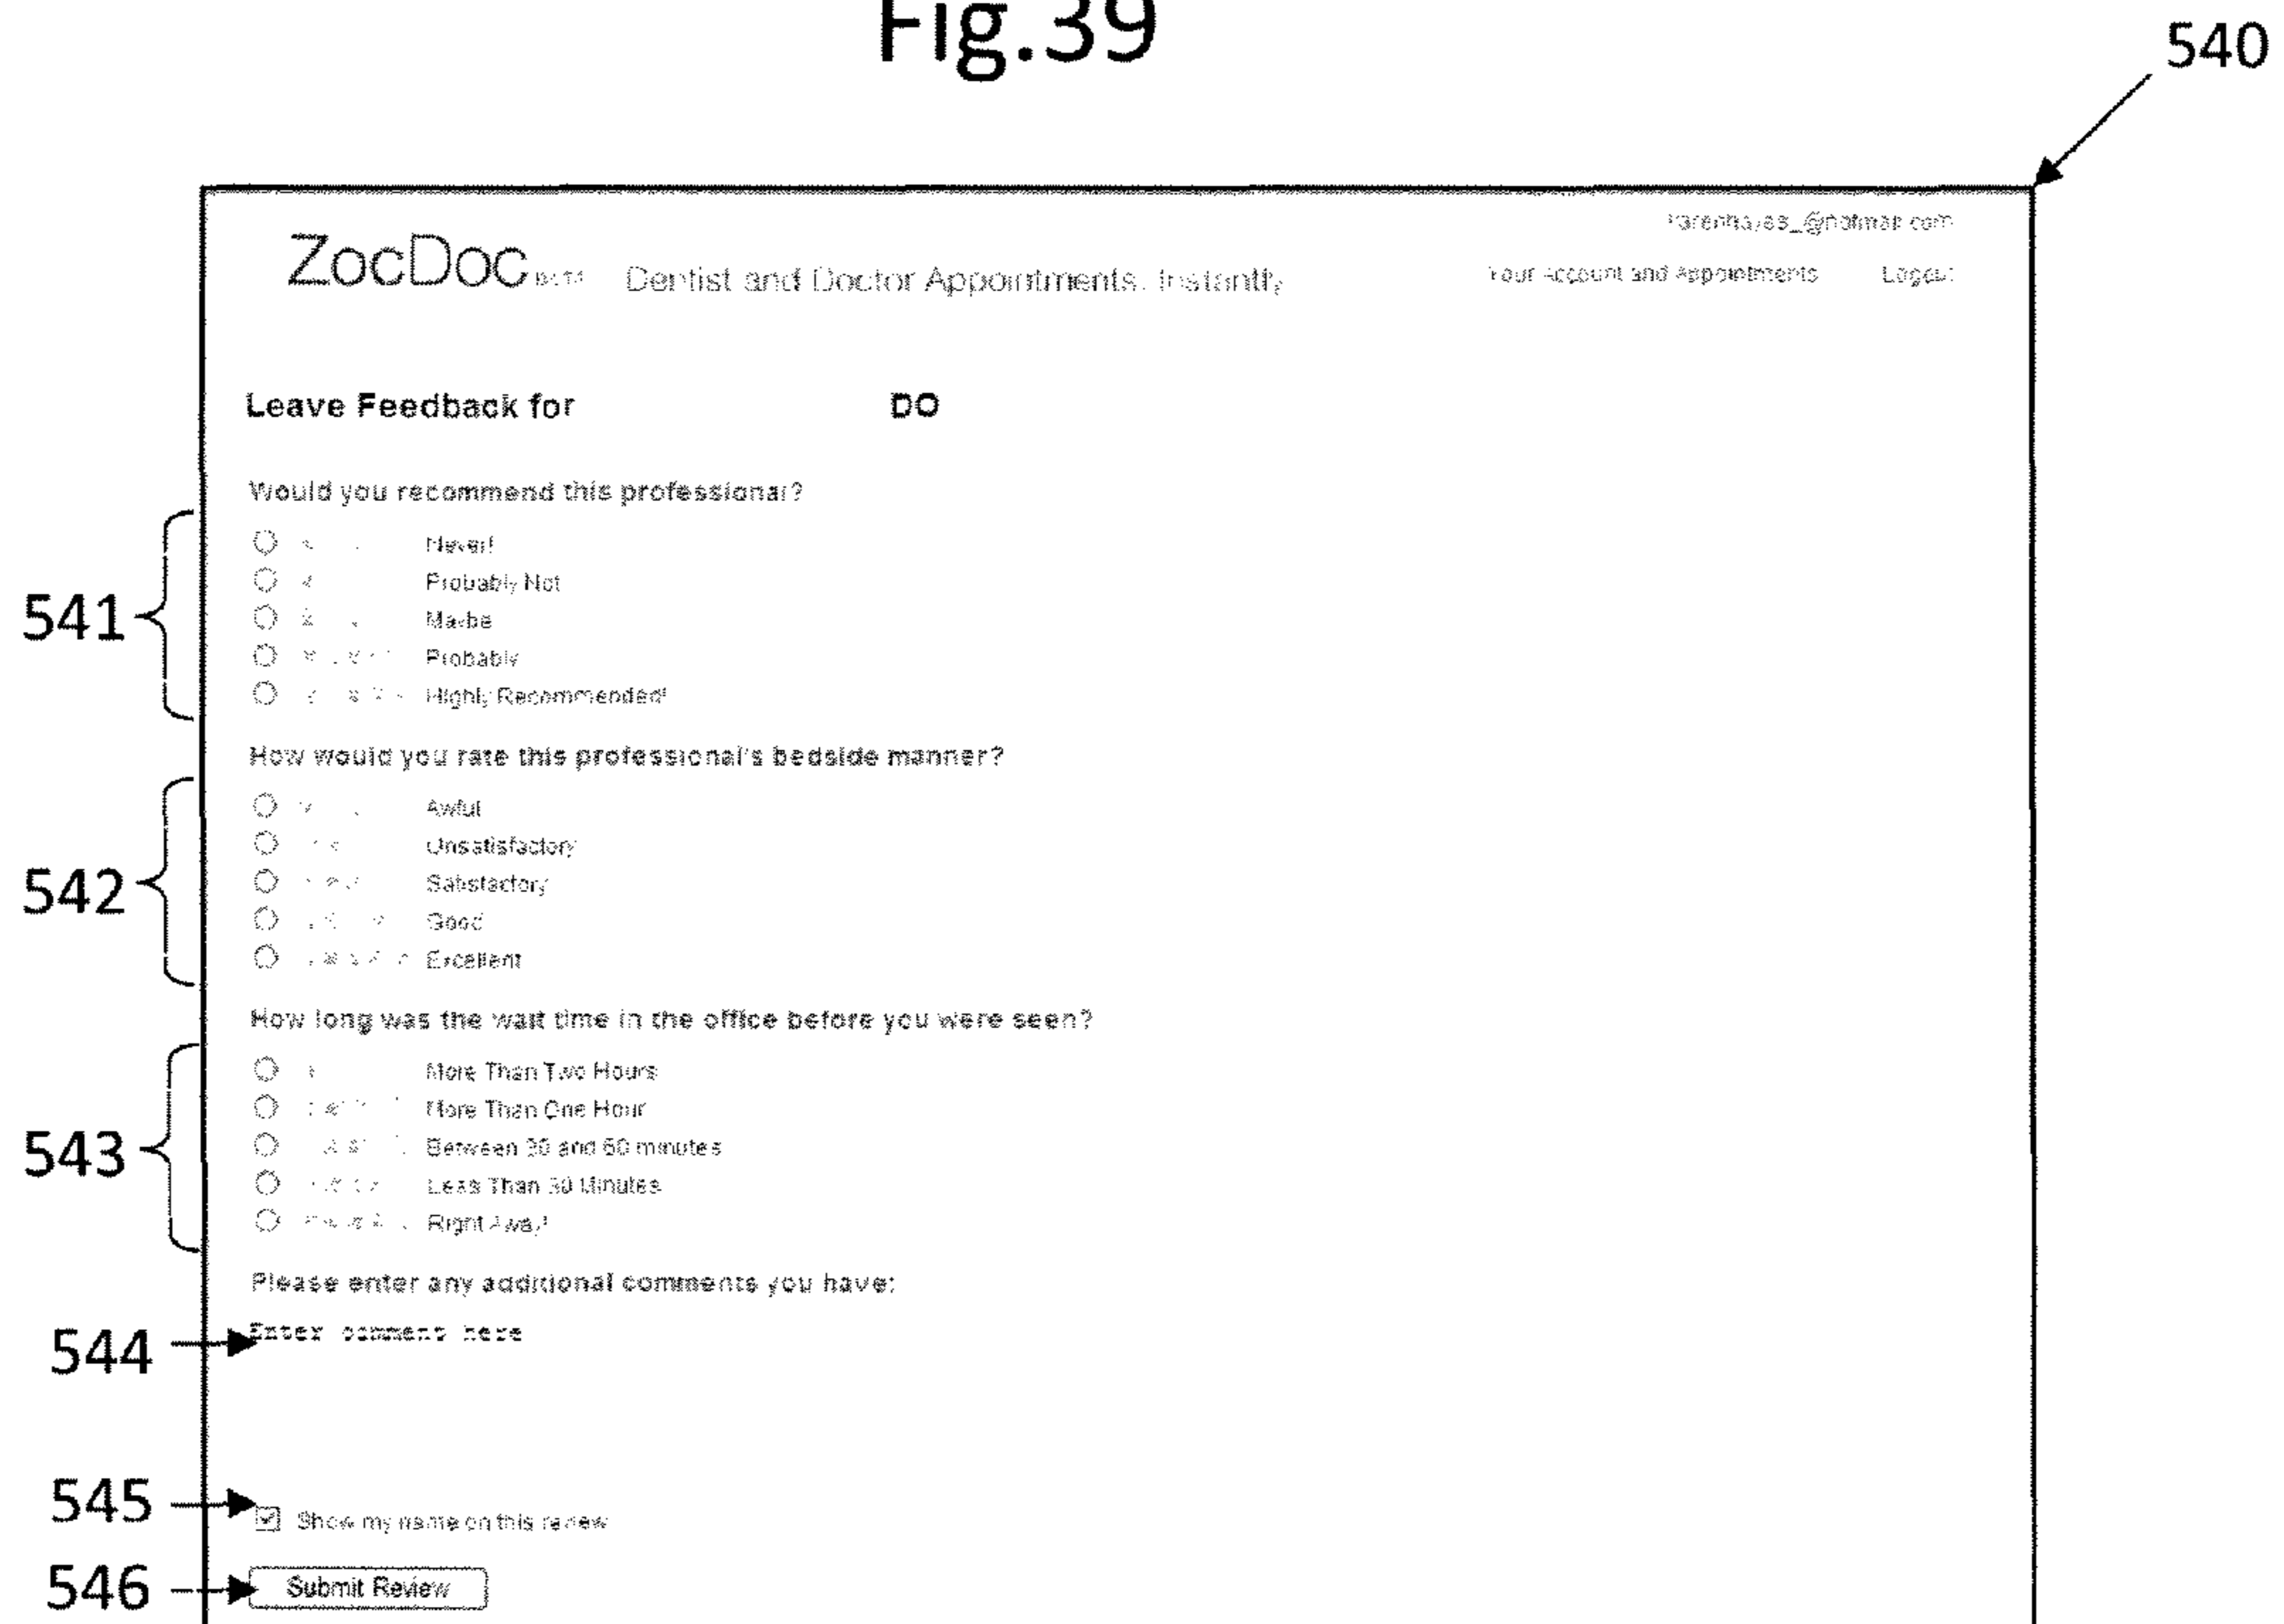 Fig.39
540
ZocDoc BETA Dentist and Doctor Appointments. Instantly
Your Account and Appointments Logout
Leave Feedback for DO
Would you recommend this professional?
541
Never!
Probably Not
Maybe
Probably
Highly Recommended!
How would you rate this professional's bedside manner?
542
Awful
Unsatisfactory
Satisfactory
Good
Excellent
How long was the wait time in the office before you were seen?
543
More Than Two Hours
More Than One Hour
Between 30 and 60 minutes
Less Than 30 Minutes
Right Away!
Please enter any additional comments you have:
544 Enter comment here
545 Show my name on this review
546 Submit Review